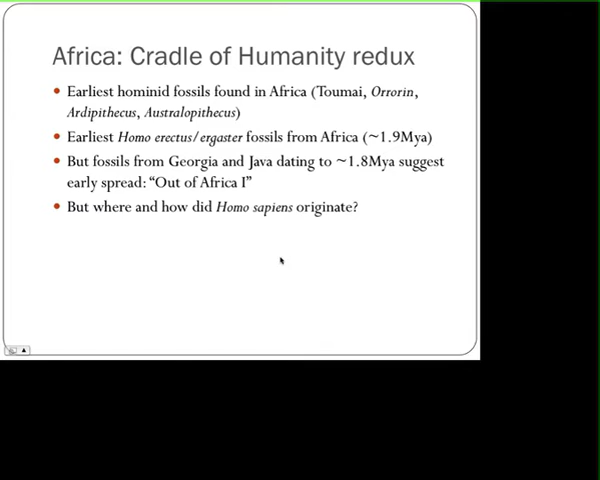 Africa: Cradle of Humanity redux
• Earliest hominid fossils found in Africa (Toumai, Orrorin,
Ardipithecus, Australopithecus)
• Earliest Homo erectus/ergaster fossils from Africa (~1.9Mya)
• But fossils from Georgia and Java dating to ~1.8Mya suggest
early spread: “Out of Africa I”
• But where and how did Homo sapiens originate?